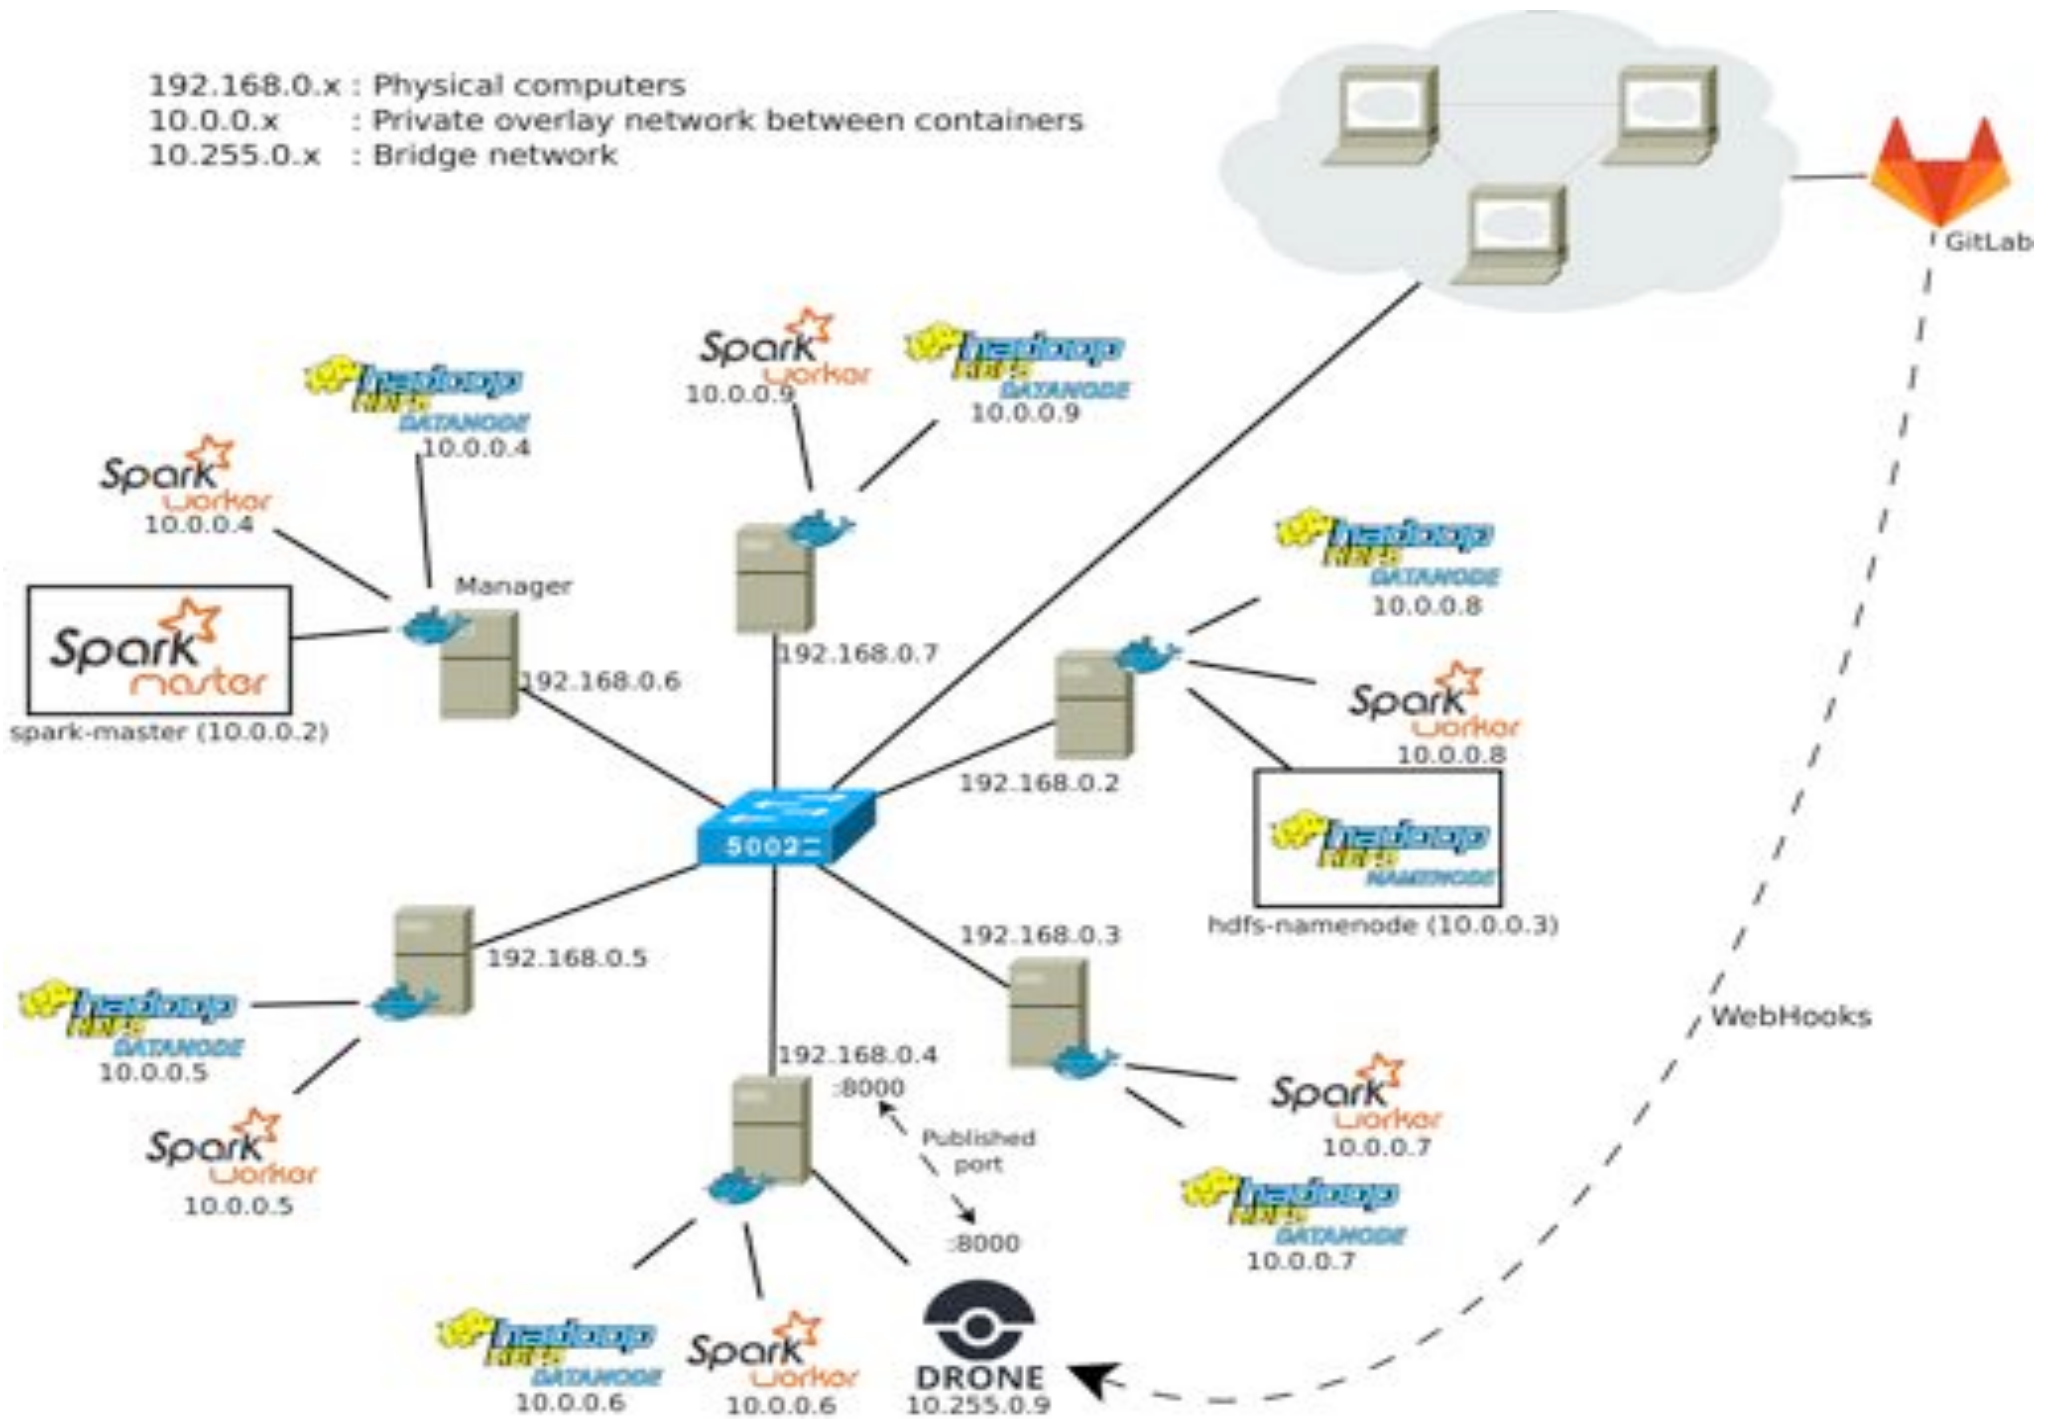 192.168.0.x : Physical computers
10.0.0.x : Private overlay network between containers
10.255.0.x : Bridge network
GitLab
Spark
worker
10.0.0.9
hadoop
HDFS
DATANODE
10.0.0.9
hadoop
HDFS
DATANODE
10.0.0.4
Spark
worker
10.0.0.4
Manager
Spark
master
spark-master (10.0.0.2)
192.168.0.6
192.168.0.7
hadoop
HDFS
DATANODE
10.0.0.8
Spark
worker
10.0.0.8
192.168.0.2
hadoop
HDFS
NAMENODE
hdfs-namenode (10.0.0.3)
5002
192.168.0.5
192.168.0.3
hadoop
HDFS
DATANODE
10.0.0.5
Spark
worker
10.0.0.5
192.168.0.4
:8000
Published
port
:8000
WebHooks
Spark
worker
10.0.0.7
hadoop
HDFS
DATANODE
10.0.0.7
hadoop
HDFS
DATANODE
10.0.0.6
Spark
worker
10.0.0.6
DRONE
10.255.0.9